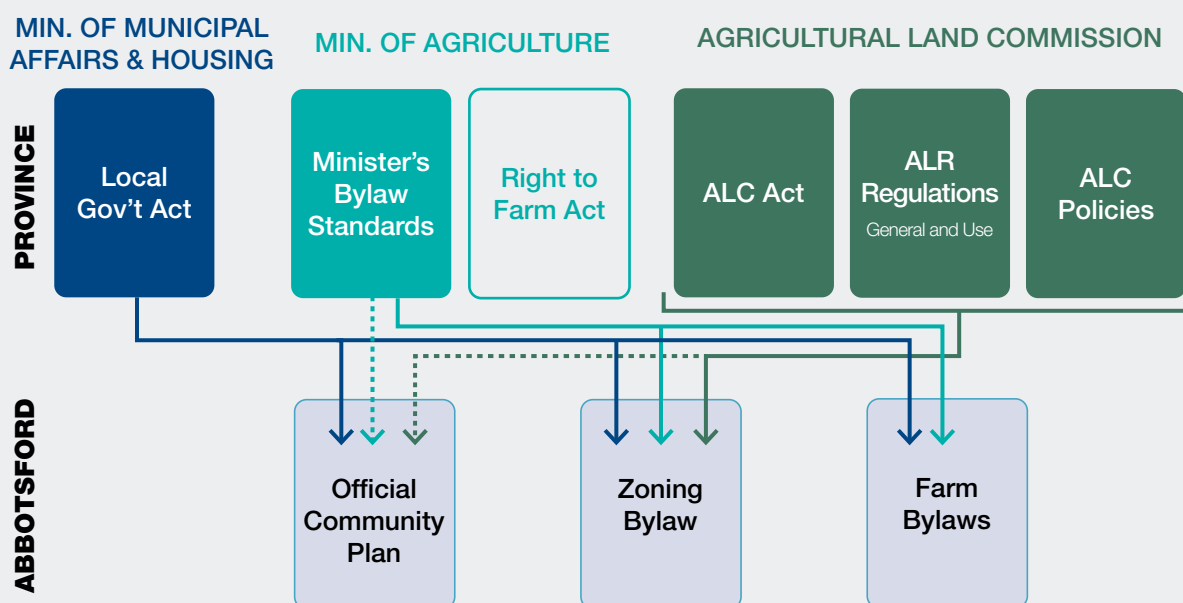 MIN. OF MUNICIPAL
AFFAIRS & HOUSING
MIN. OF AGRICULTURE
AGRICULTURAL LAND COMMISSION
PROVINCE
Local
Gov’t Act
Minister’s
Bylaw
Standards
Right to
Farm Act
ALC Act
ALR
Regulations
General and Use
ALC
Policies
ABBOTSFORD
Official
Community
Plan
Zoning
Bylaw
Farm
Bylaws